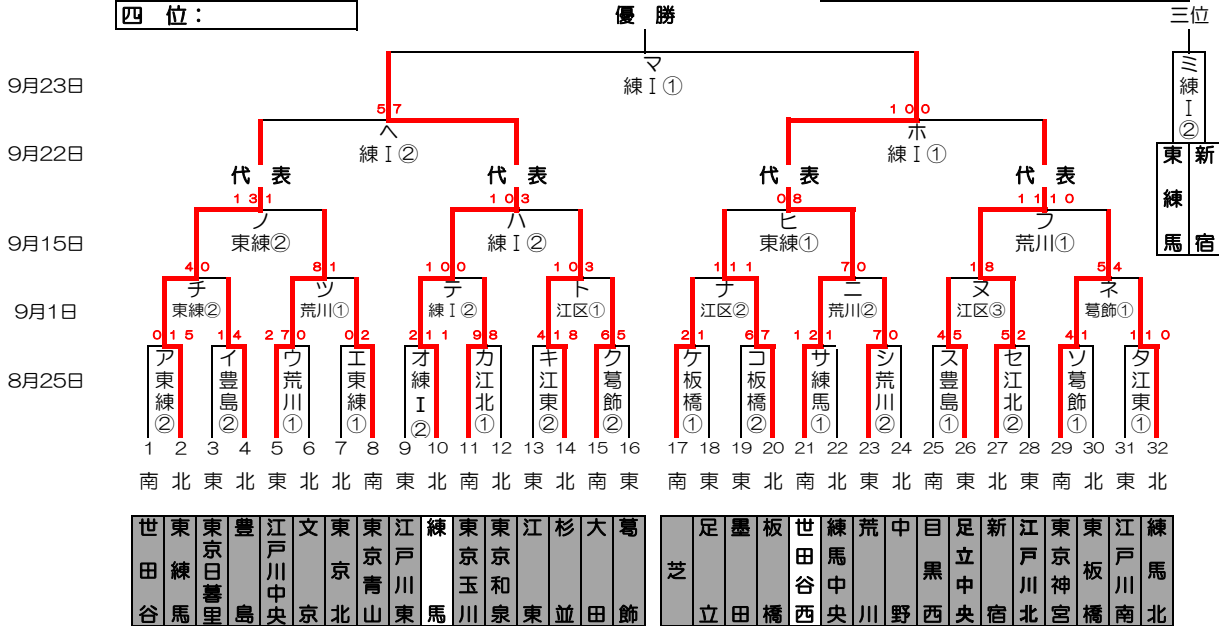 四 位：
優 勝
三位
マ
練Ⅰ①
9月23日
ミ練Ⅰ②
5 7
1 0 0
ヘ
ホ
練Ⅰ②
練Ⅰ①
9月22日
東練馬 新宿
代 表 代 表 代 表 代 表
1 3 1
1 0 3
0 8
1 1 1 0
ノ
ハ
ヒ
フ
東練②
練Ⅰ②
東練①
荒川①
9月15日
4 0
8 1
1 0 0
1 0 3
1 1 1
7 0
1 8
5 4
チ
ツ
テ
ト
ナ
ニ
ヌ
ネ
東練②
荒川①
練Ⅰ②
江区①
江区②
荒川②
江区③
葛飾①
9月1日
0 1 5
1 4
2 7 0
0 2
2 1 1
9 8
4 1 8
6 5
2 1
6 7
1 2 1
7 0
4 5
5 2
4 1
1 1 0
8月25日
ア東練②
イ豊島②
ウ荒川①
エ東練①
オ練Ⅰ②
カ江北①
キ江東②
ク葛飾②
ケ板橋①
コ板橋②
サ練馬①
シ荒川②
ス豊島①
セ江北②
ソ葛飾①
タ江東①
1 2 3 4 5 6 7 8 9 10 11 12 13 14 15 16 17 18 19 20 21 22 23 24 25 26 27 28 29 30 31 32
南 北 東 北 東 北 北 南 東 北 南 北 東 北 南 東 南 東 東 北 南 北 南 北 南 東 北 東 南 北 東 北
世田谷
東練馬
東京日暮里
豊島
江戸川中央
文京
東京北
東京青山
江戸川東
練馬
東京玉川
東京和泉
江東
杉並
大田
葛飾
芝
足立
墨田
板橋
世田谷西
練馬中央
荒川
中野
目黒西
足立中央
新宿
江戸川北
東京神宮
東板橋
江戸川南
練馬北